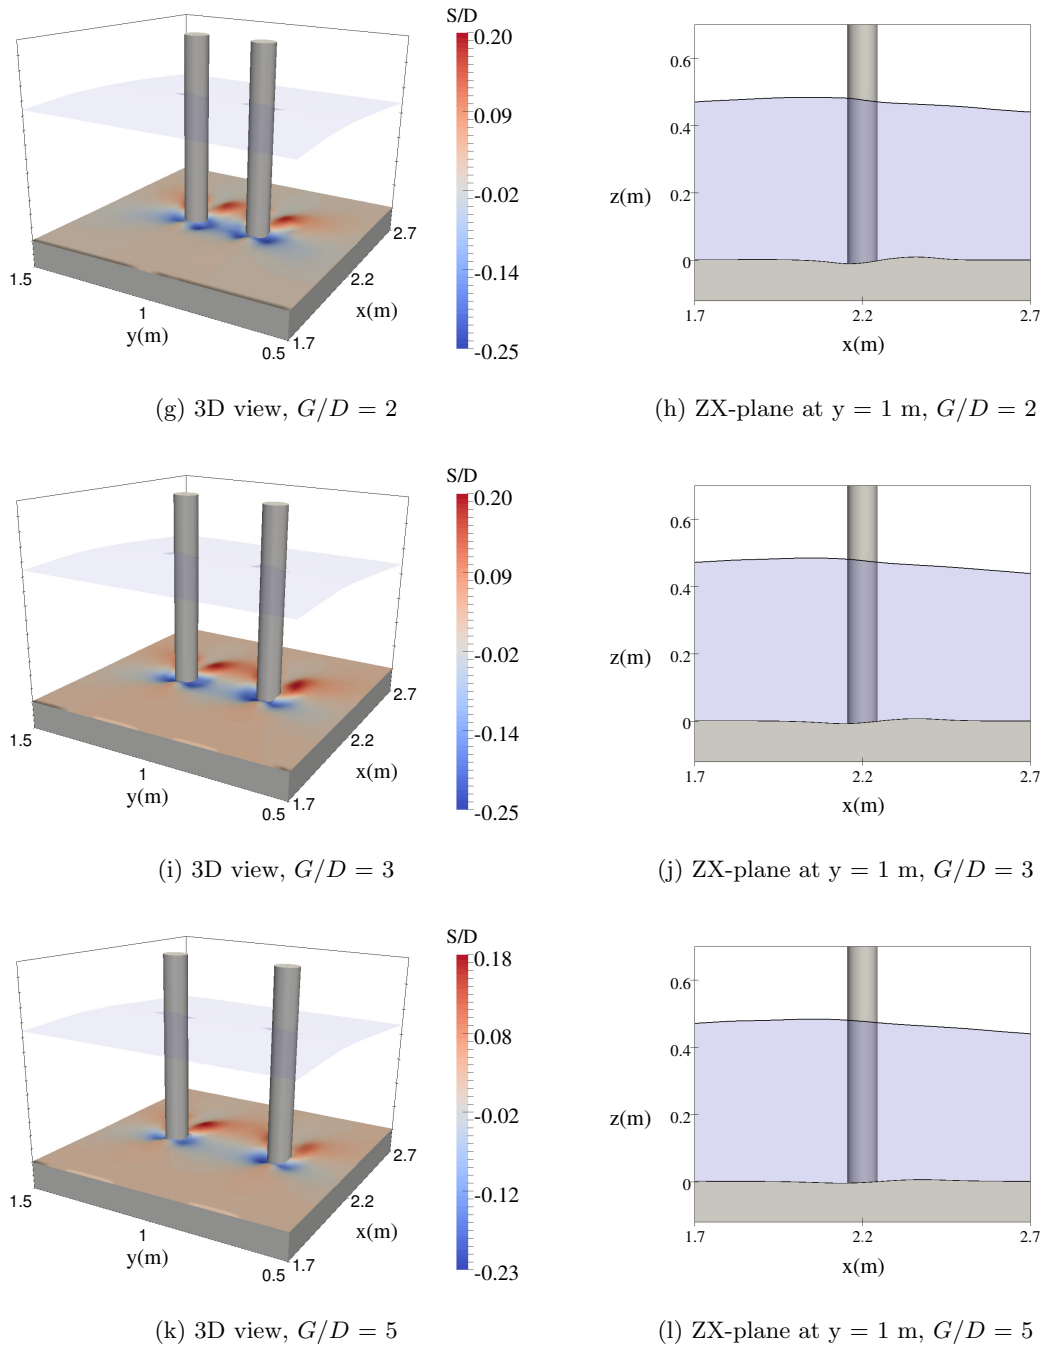 S/D
0.20
0.09
-0.02
-0.14
-0.25
1.5
1
y(m)
0.5
1.7
2.2
x(m)
2.7
(g) 3D view, G/D = 2
0.6
0.4
z(m)
0.2
0
1.7
2.2
2.7
x(m)
(h) ZX-plane at y = 1 m, G/D = 2
S/D
0.20
0.09
-0.02
-0.14
-0.25
1.5
1
y(m)
0.5
1.7
2.2
x(m)
2.7
(i) 3D view, G/D = 3
0.6
0.4
z(m)
0.2
0
1.7
2.2
2.7
x(m)
(j) ZX-plane at y = 1 m, G/D = 3
S/D
0.18
0.08
-0.02
-0.12
-0.23
1.5
1
y(m)
0.5
1.7
2.2
x(m)
2.7
(k) 3D view, G/D = 5
0.6
0.4
z(m)
0.2
0
1.7
2.2
2.7
x(m)
(l) ZX-plane at y = 1 m, G/D = 5